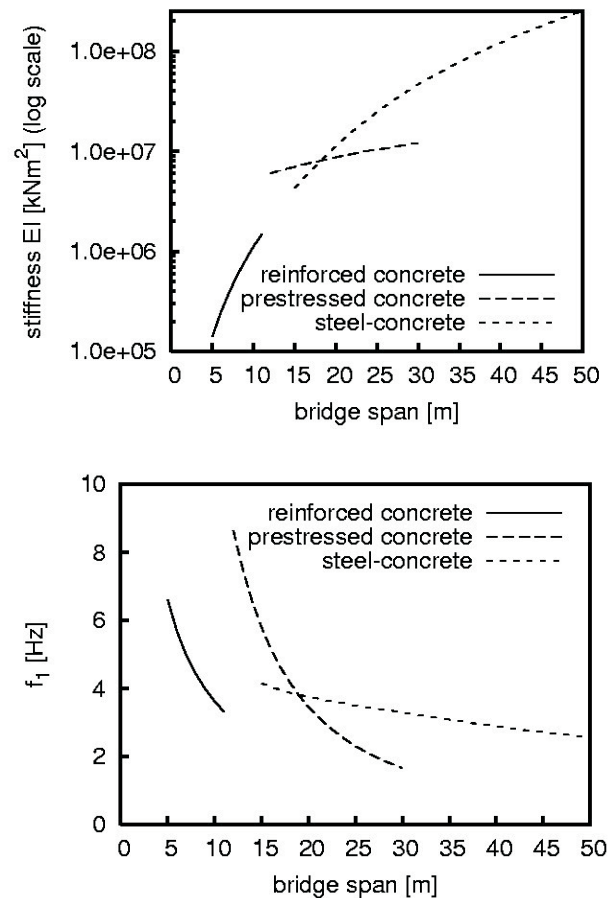 stiffness EI [kNm²] (log scale)
1.0e+08
1.0e+07
1.0e+06
1.0e+05
reinforced concrete
prestressed concrete
steel-concrete
0 5 10 15 20 25 30 35 40 45 50
bridge span [m]
f₁ [Hz]
10
8
6
4
2
0
reinforced concrete
prestressed concrete
steel-concrete
0 5 10 15 20 25 30 35 40 45 50
bridge span [m]